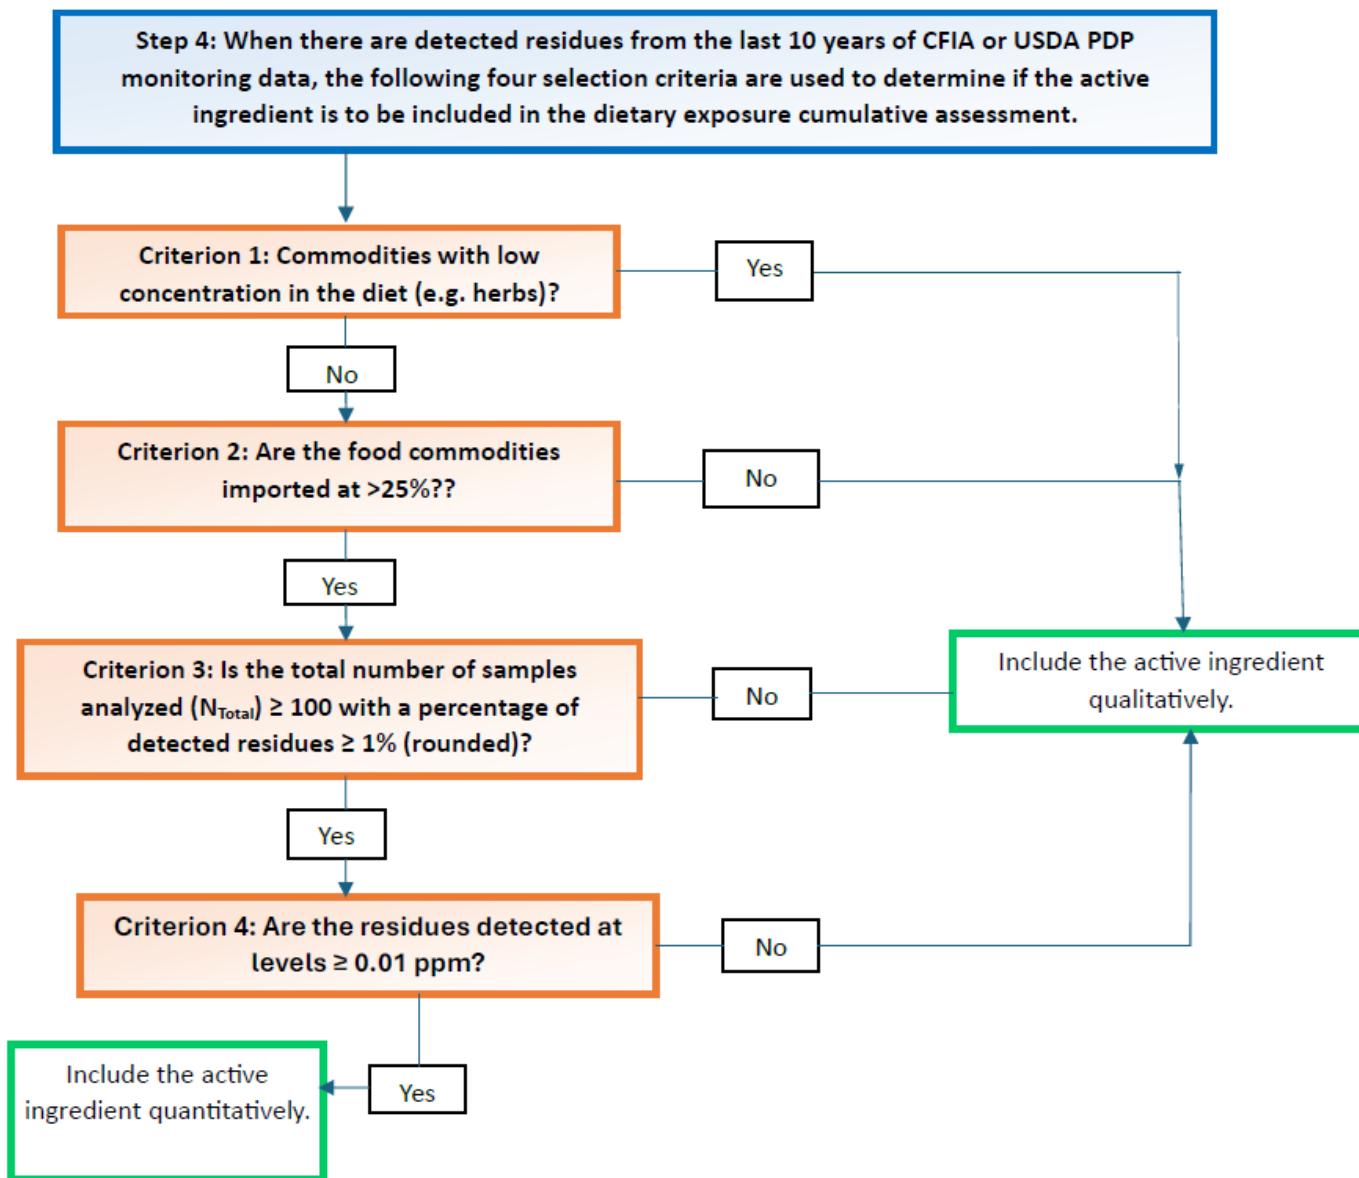 Step 4: When there are detected residues from the last 10 years of CFIA or USDA PDP
monitoring data, the following four selection criteria are used to determine if the active
ingredient is to be included in the dietary exposure cumulative assessment.
Criterion 1: Commodities with low
concentration in the diet (e.g. herbs)?
Yes
No
Criterion 2: Are the food commodities
imported at >25%??
No
Yes
Criterion 3: Is the total number of samples
analyzed (NTotal) ≥ 100 with a percentage of
detected residues ≥ 1% (rounded)?
No
Include the active ingredient
qualitatively.
Yes
Criterion 4: Are the residues detected at
levels ≥ 0.01 ppm?
No
Include the active
ingredient quantitatively.
Yes